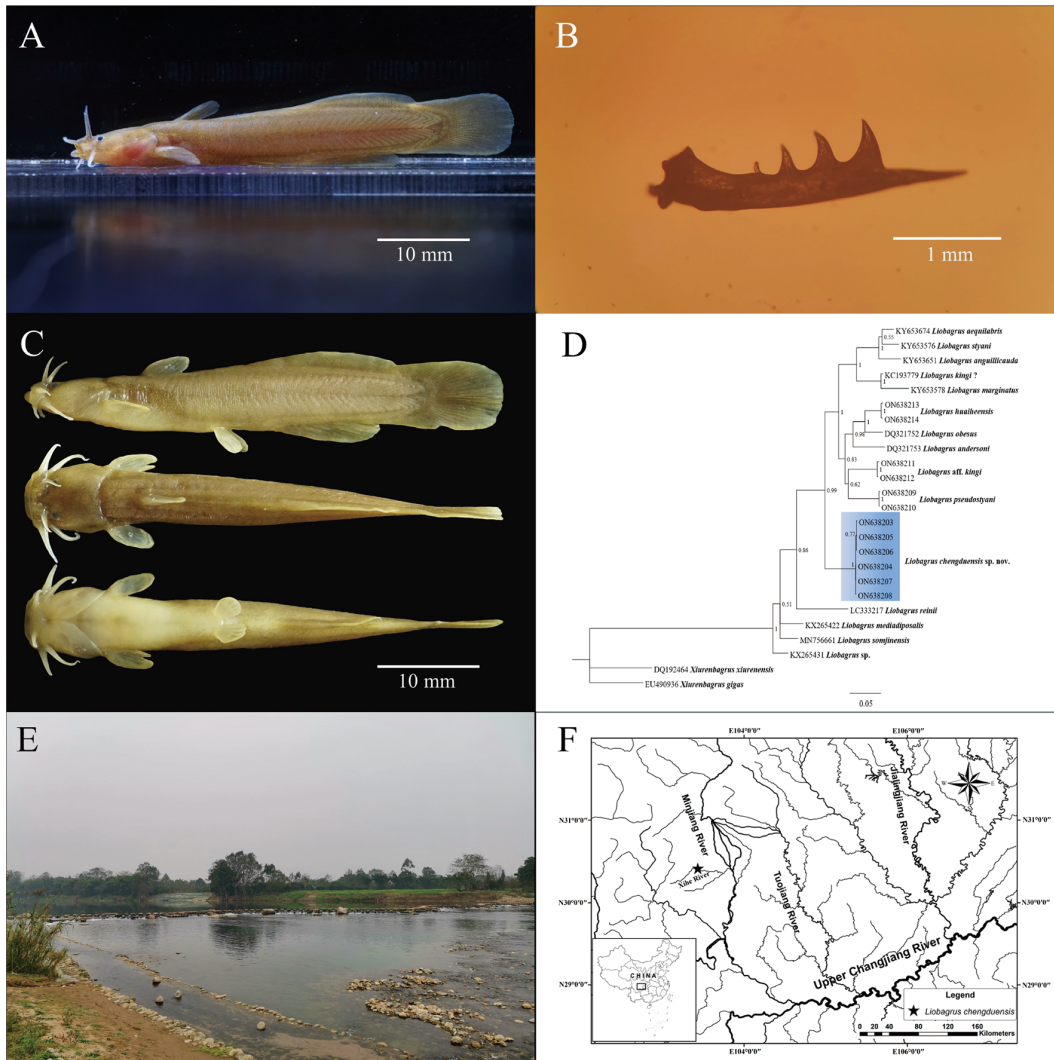 A
10 mm
B
1 mm
C
10 mm
D
KY653674 Liobagrus aequilabris
0.55
KY653576 Liobagrus styani
1
KY653651 Liobagrus anguillicauda
1
KC193779 Liobagrus kingi ?
1
KY653578 Liobagrus marginatus
1
ON638213
1
Liobagrus huaiheensis
ON638214
0.98
DQ321752 Liobagrus obesus
DQ321753 Liobagrus andersoni
0.83
ON638211
1
Liobagrus aff. kingi
ON638212
0.62
ON638209
1
Liobagrus pseudostyani
ON638210
0.99
ON638203
0.72
ON638205
ON638206
Liobagrus chengduensis sp. nov.
0.86
1
ON638204
ON638207
ON638208
LC333217 Liobagrus reinii
0.51
KX265422 Liobagrus mediadiposalis
1
MN756661 Liobagrus somjinensis
KX265431 Liobagrus sp.
DQ192464 Xiurenbagrus xiurenensis
EU490936 Xiurenbagrus gigas
0.05
E
F
E104°0'0"
E106°0'0"
N31°0'0"
N31°0'0"
N30°0'0"
N30°0'0"
N29°0'0"
N29°0'0"
Minjiang River
Xihe River
Tuojiang River
Jialingjiang River
Upper Changjiang River
W
E
CHINA
Legend
Liobagrus chengduensis
0 20 40 80 120 160
Kilometers
E104°0'0"
E106°0'0"